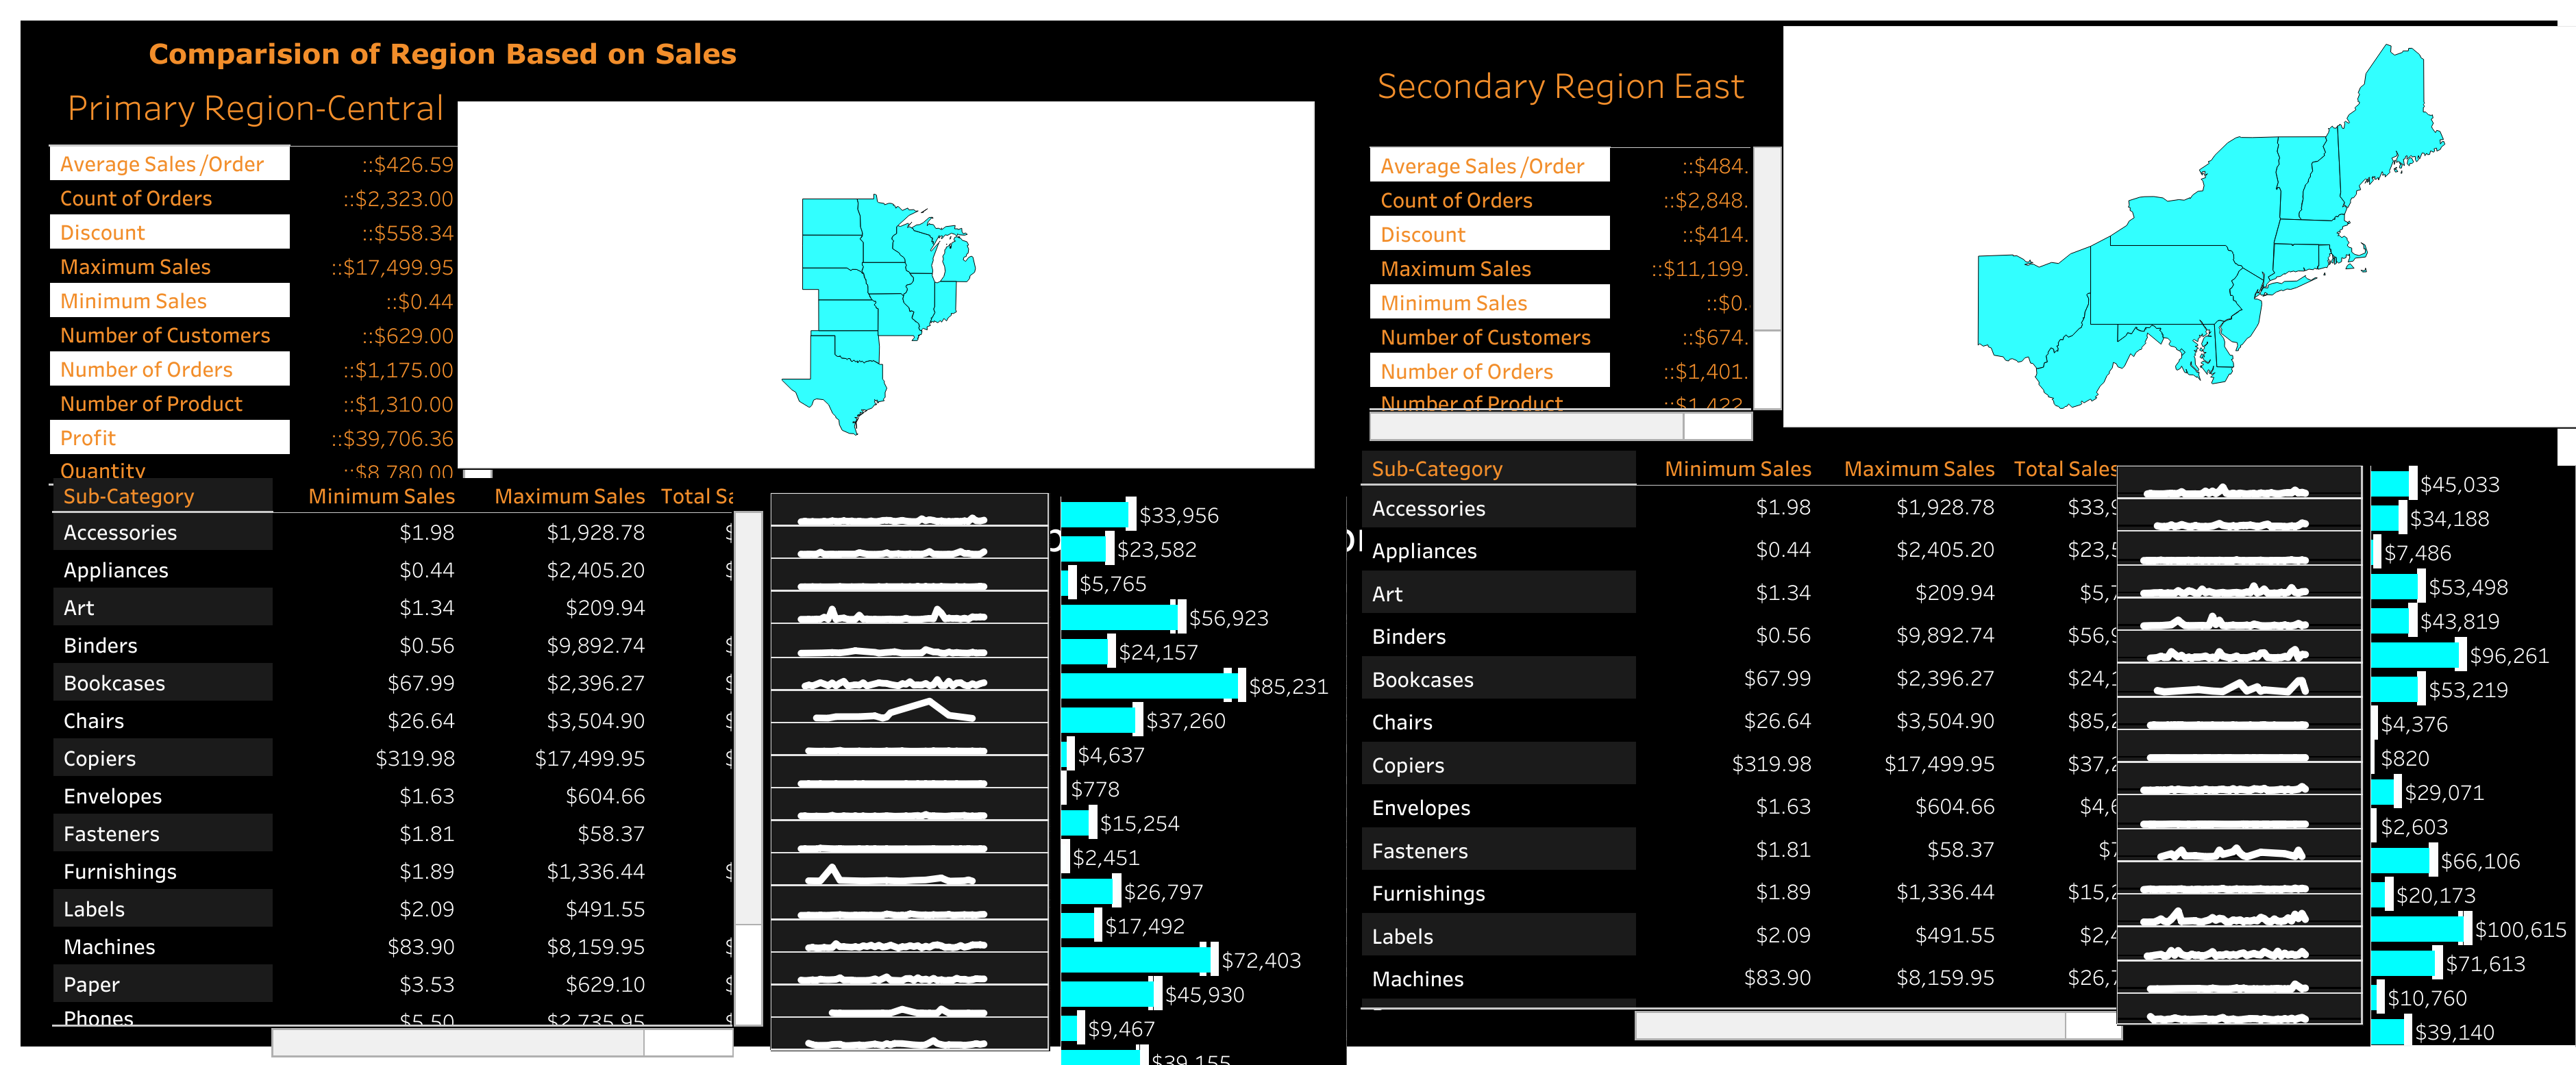 Comparision of Region Based on Sales
Primary Region-Central
Average Sales /Order ::$426.59
Count of Orders ::$2,323.00
Discount ::$558.34
Maximum Sales ::$17,499.95
Minimum Sales ::$0.44
Number of Customers ::$629.00
Number of Orders ::$1,175.00
Number of Product ::$1,310.00
Profit ::$39,706.36
Quantity ::$8,780.00
Sub-Category Minimum Sales Maximum Sales Total Sa
Accessories $1.98 $1,928.78 $
Appliances $0.44 $2,405.20 $
Art $1.34 $209.94
Binders $0.56 $9,892.74 $
Bookcases $67.99 $2,396.27 $
Chairs $26.64 $3,504.90 $
Copiers $319.98 $17,499.95 $
Envelopes $1.63 $604.66
Fasteners $1.81 $58.37
Furnishings $1.89 $1,336.44 $
Labels $2.09 $491.55
Machines $83.90 $8,159.95 $
Paper $3.53 $629.10 $
Phones $5.50 $2,735.95
$33,956
$23,582
$5,765
$56,923
$24,157
$85,231
$37,260
$4,637
$778
$15,254
$2,451
$26,797
$17,492
$72,403
$45,930
$9,467
$39,155
Secondary Region East
Average Sales /Order ::$484.
Count of Orders ::$2,848.
Discount ::$414.
Maximum Sales ::$11,199.
Minimum Sales ::$0.
Number of Customers ::$674.
Number of Orders ::$1,401.
Number of Product ::$1,422
Sub-Category Minimum Sales Maximum Sales Total Sales
Accessories $1.98 $1,928.78 $33,9
Appliances $0.44 $2,405.20 $23,5
Art $1.34 $209.94 $5,7
Binders $0.56 $9,892.74 $56,9
Bookcases $67.99 $2,396.27 $24,1
Chairs $26.64 $3,504.90 $85,2
Copiers $319.98 $17,499.95 $37,2
Envelopes $1.63 $604.66 $4,6
Fasteners $1.81 $58.37 $7
Furnishings $1.89 $1,336.44 $15,2
Labels $2.09 $491.55 $2,4
Machines $83.90 $8,159.95 $26,7
$45,033
$34,188
$7,486
$53,498
$43,819
$96,261
$53,219
$4,376
$820
$29,071
$2,603
$66,106
$20,173
$100,615
$71,613
$10,760
$39,140